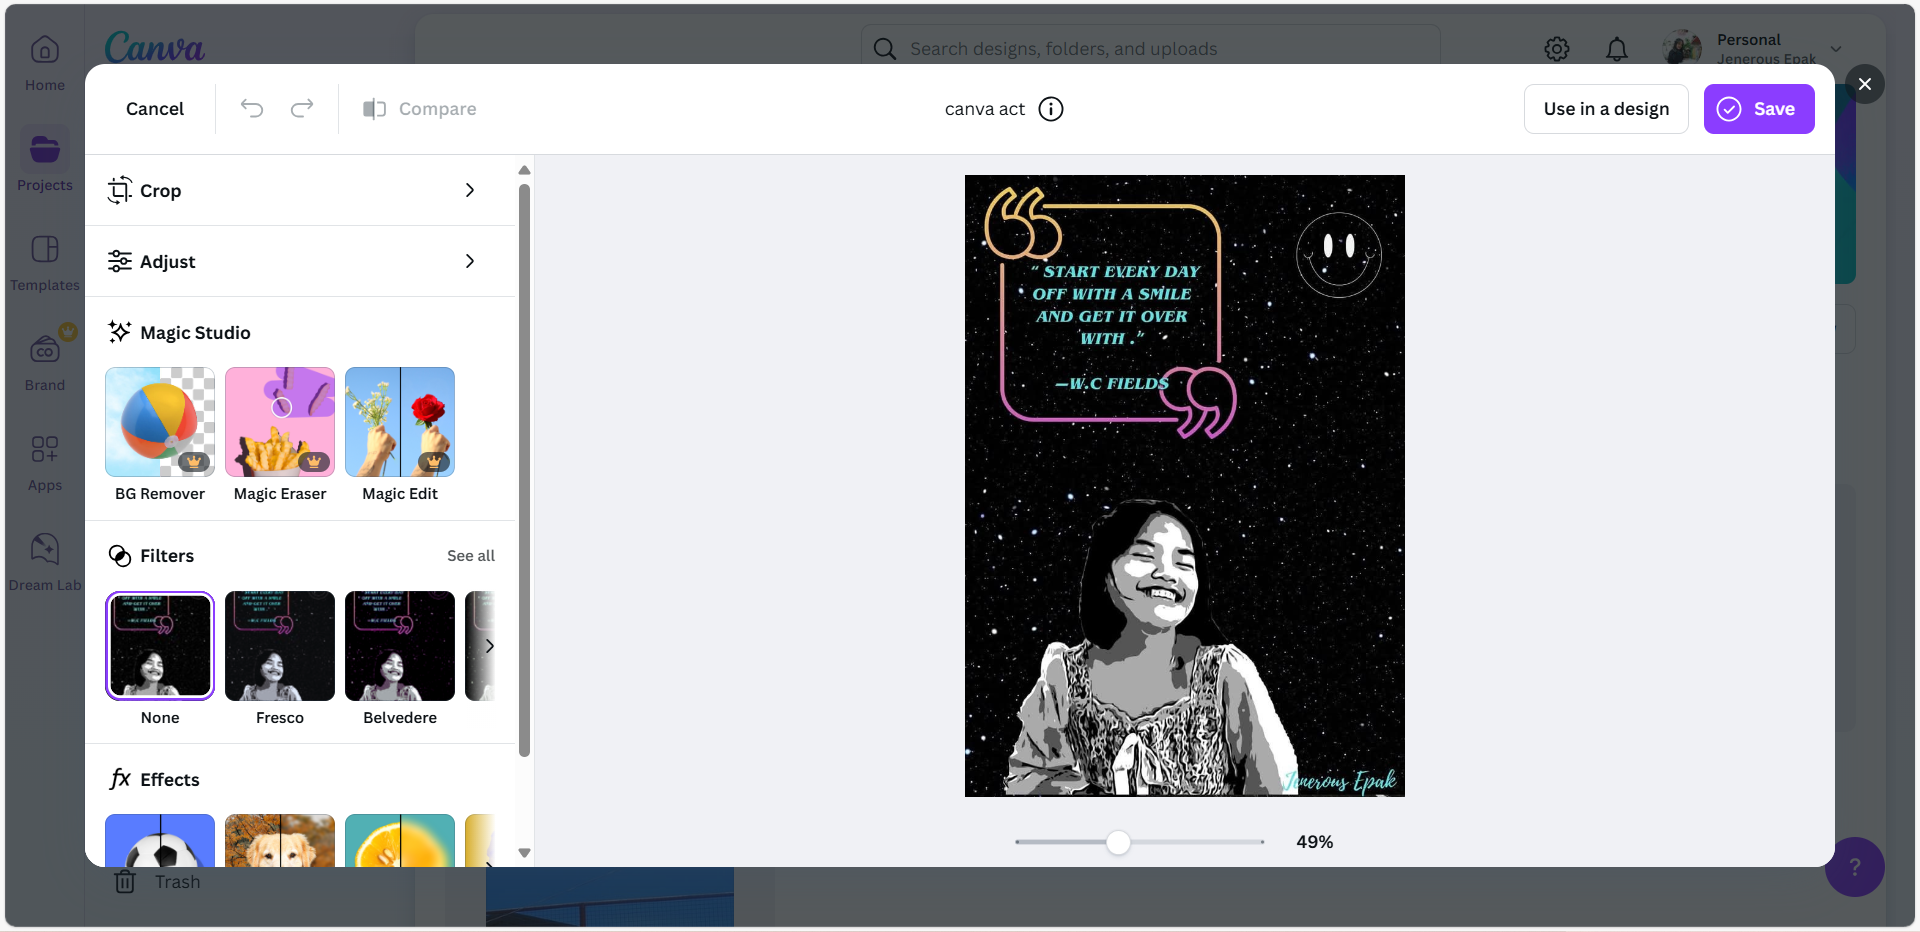 Canva
Search designs, folders, and uploads
Personal
Jenerous Epak
Home
Projects
Templates
Brand
Apps
Dream Lab
Cancel
Compare
canva act
Use in a design
Save
Crop
Adjust
Magic Studio
BG Remover
Magic Eraser
Magic Edit
Filters
See all
None
Fresco
Belvedere
fx Effects
“ START EVERY DAY
OFF WITH A SMILE
AND GET IT OVER
WITH .”
—W.C FIELDS
Jenerous Epak
49%
Trash
?